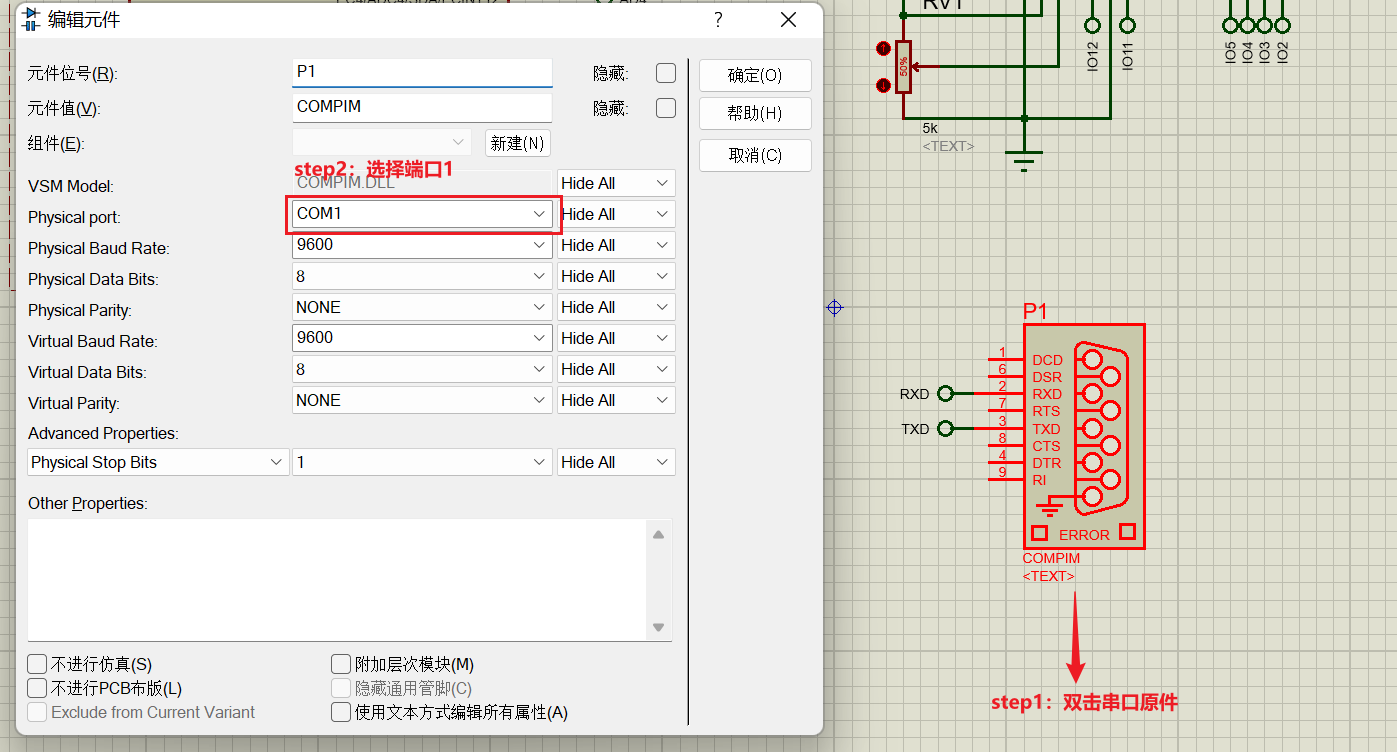 编辑元件
?
元件位号(R):
P1
隐藏:
确定(O)
元件值(V):
COMPIM
隐藏:
帮助(H)
组件(E):
新建(N)
取消(C)
step2：选择端口1
VSM Model:
COMPIM.DLL
Hide All
Physical port:
COM1
Hide All
Physical Baud Rate:
9600
Hide All
Physical Data Bits:
8
Hide All
Physical Parity:
NONE
Hide All
Virtual Baud Rate:
9600
Hide All
Virtual Data Bits:
8
Hide All
Virtual Parity:
NONE
Hide All
Advanced Properties:
Physical Stop Bits
1
Hide All
Other Properties:
不进行仿真(S)
附加层次模块(M)
不进行PCB布版(L)
隐藏通用管脚(C)
Exclude from Current Variant
使用文本方式编辑所有属性(A)
RV1
50%
5k
<TEXT>
IO12
IO11
IO5
IO4
IO3
IO2
P1
1 DCD
6 DSR
RXD 2 RXD
7 RTS
TXD 3 TXD
8 CTS
4 DTR
9 RI
ERROR
COMPIM
<TEXT>
step1：双击串口原件